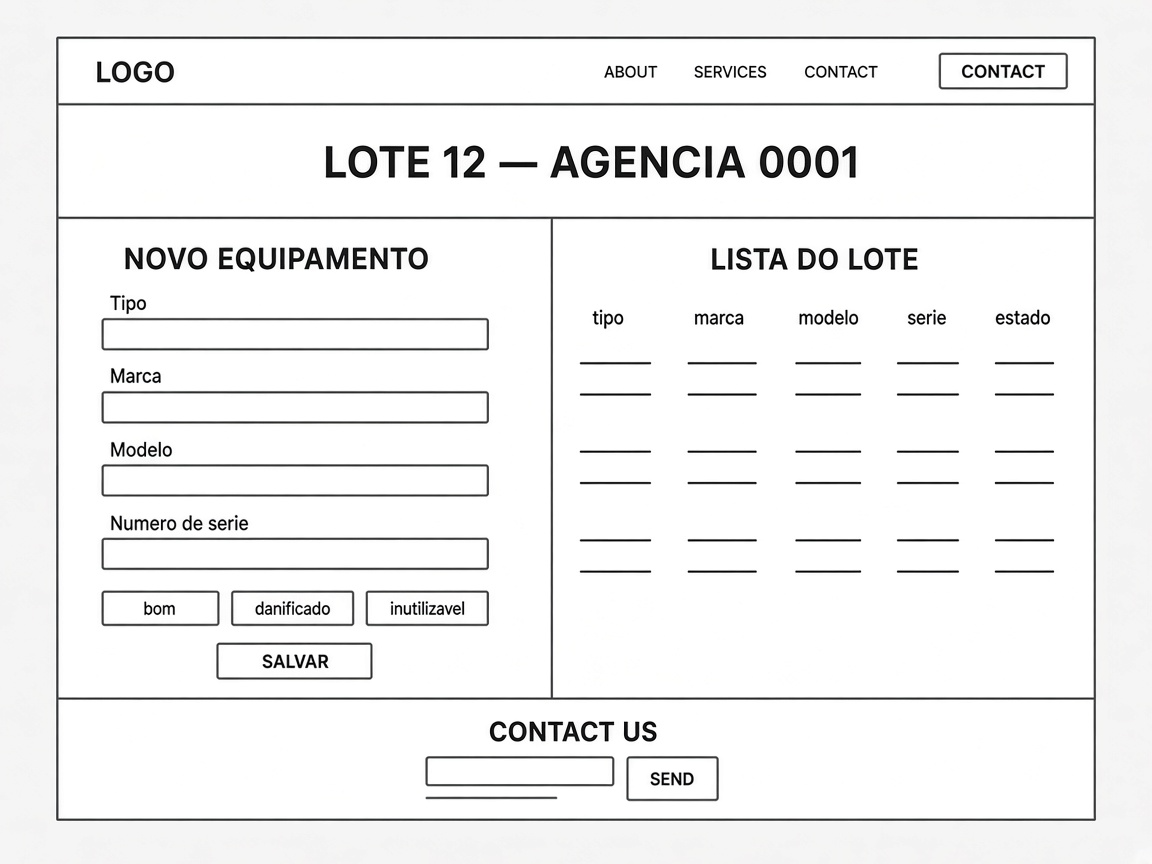 LOGO
ABOUT SERVICES CONTACT CONTACT
LOTE 12 — AGENCIA 0001
NOVO EQUIPAMENTO
Tipo
Marca
Modelo
Numero de serie
bom danificado inutilizavel
SALVAR
LISTA DO LOTE
tipo marca modelo serie estado
CONTACT US
SEND